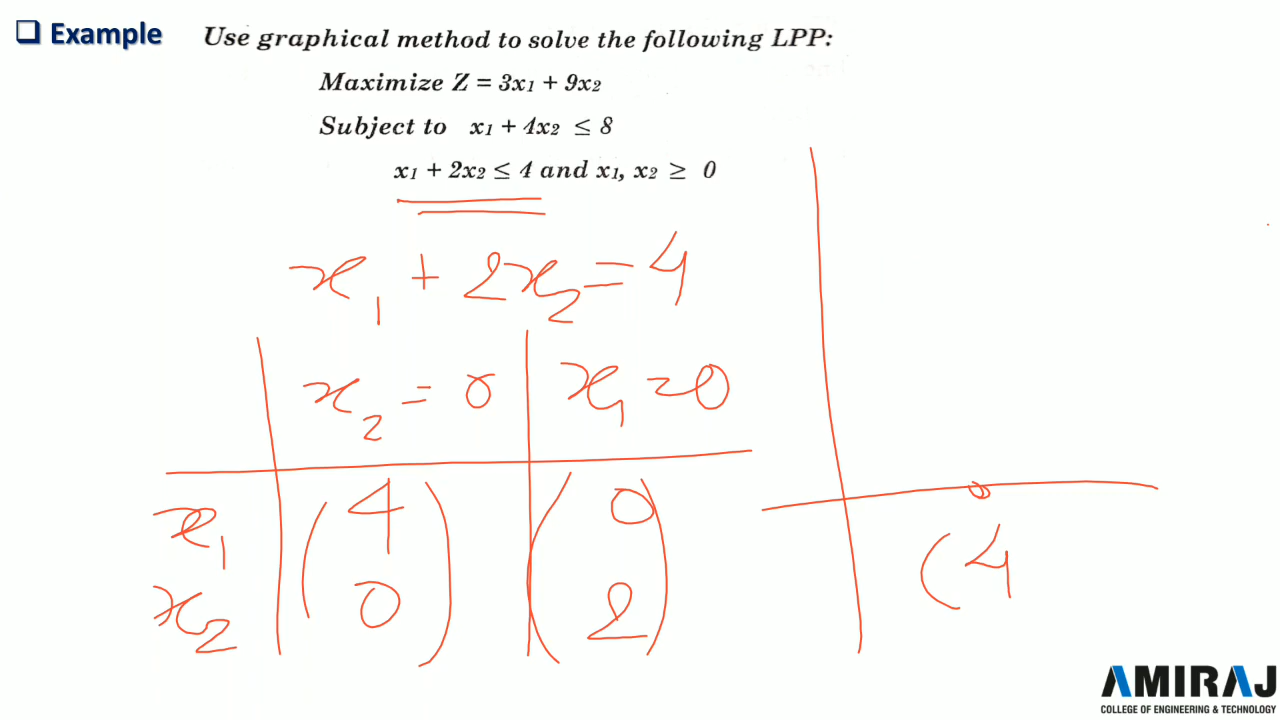 ❑ Example Use graphical method to solve the following LPP:
Maximize Z = 3x1 + 9x2
Subject to x1 + 4x2 ≤ 8
x1 + 2x2 ≤ 4 and x1, x2 ≥ 0
x1 + 2x2 = 4
x2 = 0 x1 = 0
x1 4 0
x2 0 2
(4
AMIRAJ
COLLEGE OF ENGINEERING & TECHNOLOGY